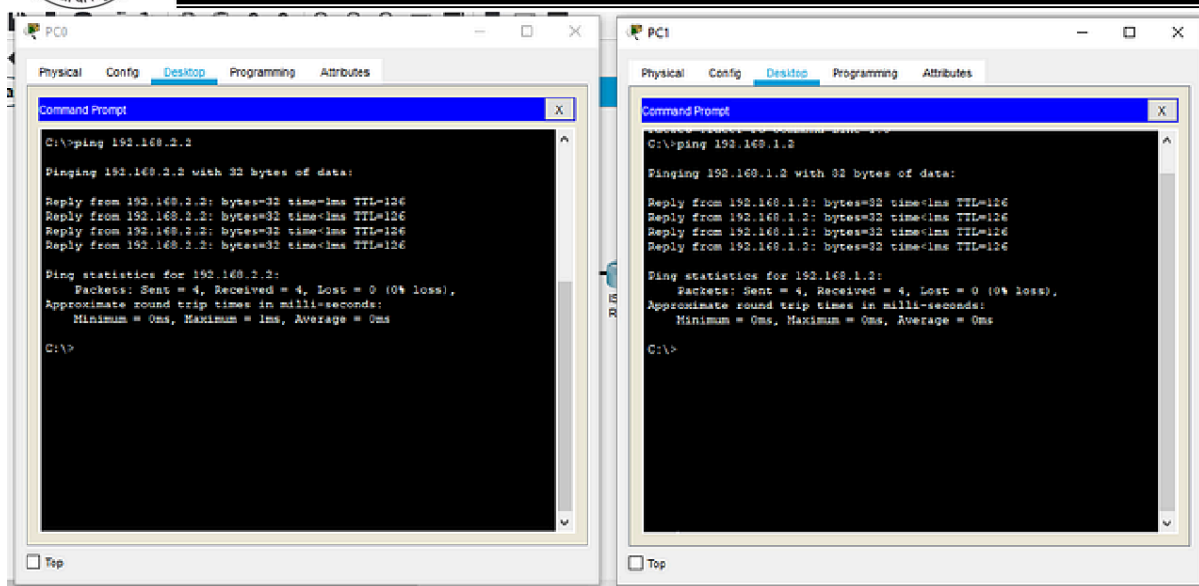 PC0
Physical Config Desktop Programming Attributes
Command Prompt
X
C:\>ping 192.168.2.2
Pinging 192.168.2.2 with 32 bytes of data:
Reply from 192.168.2.2: bytes=32 time=1ms TTL=126
Reply from 192.168.2.2: bytes=32 time<1ms TTL=126
Reply from 192.168.2.2: bytes=32 time<1ms TTL=126
Reply from 192.168.2.2: bytes=32 time<1ms TTL=126
Ping statistics for 192.168.2.2:
Packets: Sent = 4, Received = 4, Lost = 0 (0% loss),
Approximate round trip times in milli-seconds:
Minimum = 0ms, Maximum = 1ms, Average = 0ms
C:\>
Top
PC1
Physical Config Desktop Programming Attributes
Command Prompt
X
C:\>ping 192.168.1.2
Pinging 192.168.1.2 with 32 bytes of data:
Reply from 192.168.1.2: bytes=32 time<1ms TTL=126
Reply from 192.168.1.2: bytes=32 time<1ms TTL=126
Reply from 192.168.1.2: bytes=32 time<1ms TTL=126
Reply from 192.168.1.2: bytes=32 time<1ms TTL=126
Ping statistics for 192.168.1.2:
Packets: Sent = 4, Received = 4, Lost = 0 (0% loss),
Approximate round trip times in milli-seconds:
Minimum = 0ms, Maximum = 0ms, Average = 0ms
C:\>
Top